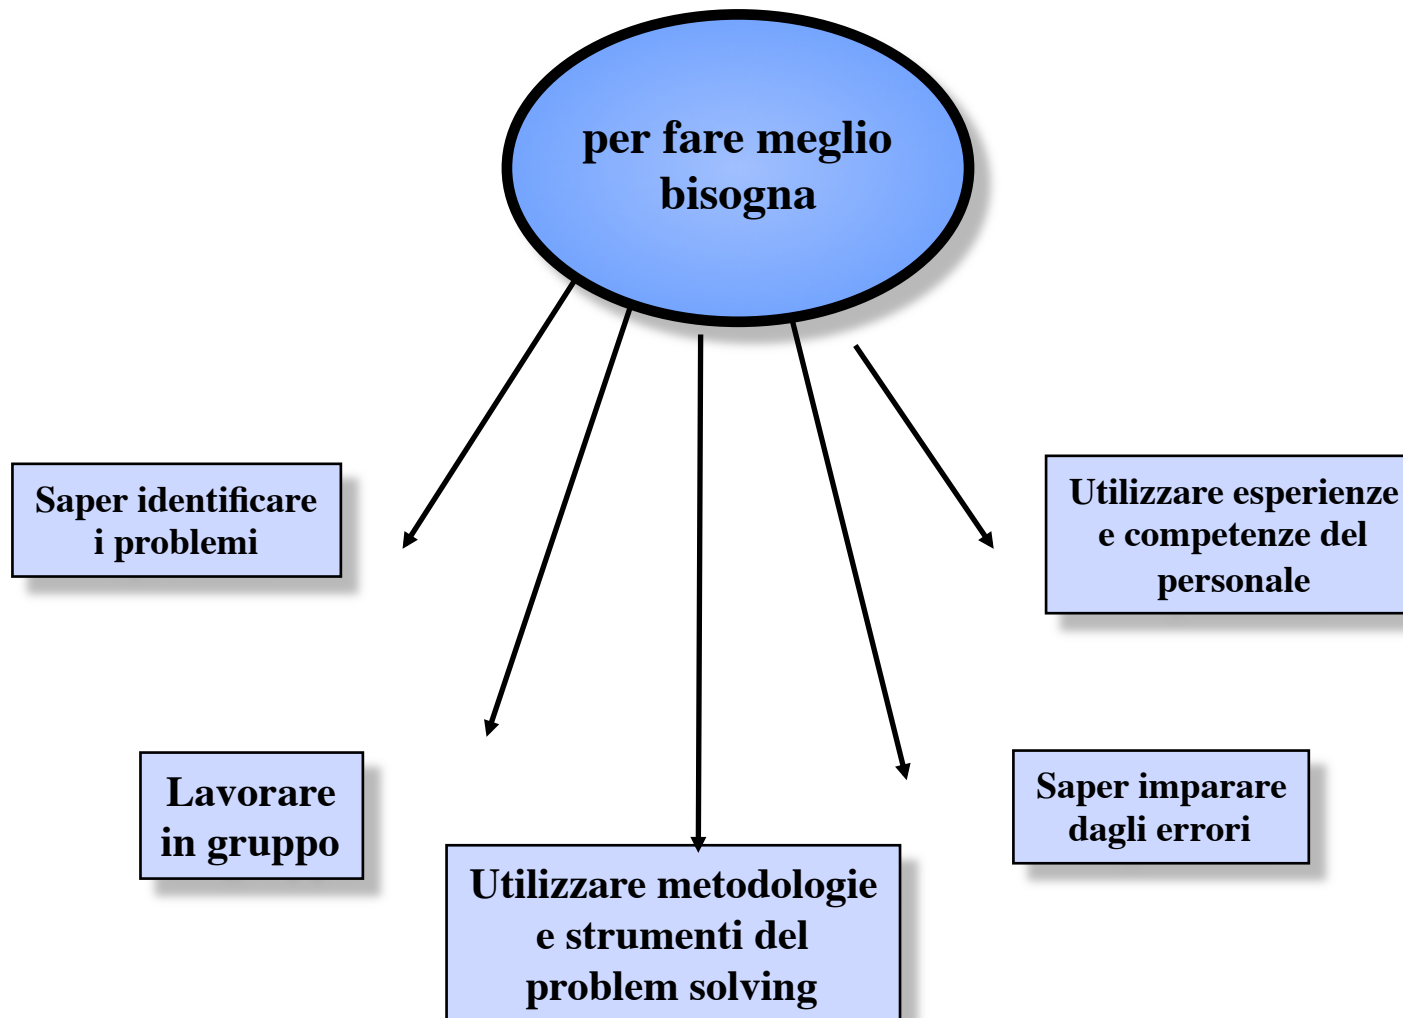 per fare meglio
bisogna
Saper identificare
i problemi
Utilizzare esperienze
e competenze del
personale
Lavorare
in gruppo
Saper imparare
dagli errori
Utilizzare metodologie
e strumenti del
problem solving